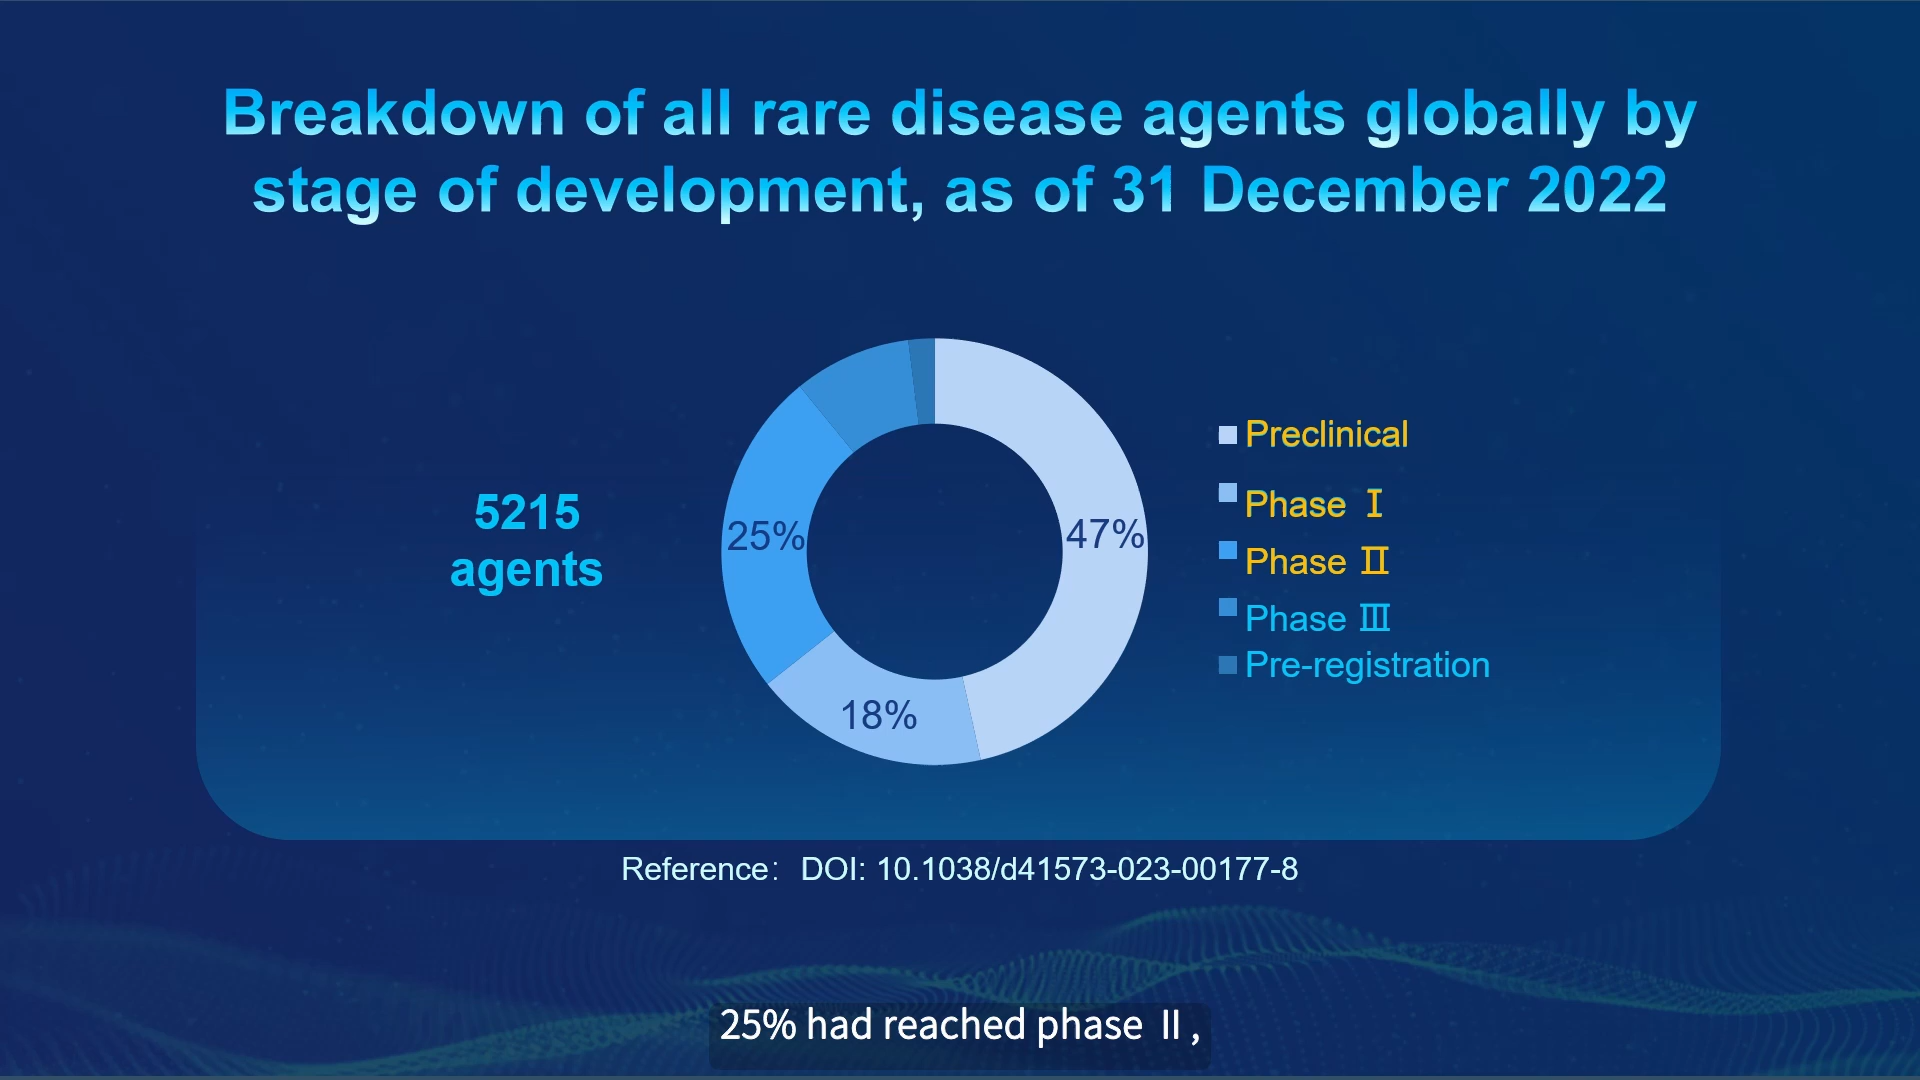 Breakdown of all rare disease agents globally by
stage of development, as of 31 December 2022
5215
agents
25%
47%
18%
Preclinical
Phase Ⅰ
Phase Ⅱ
Phase Ⅲ
Pre-registration
Reference： DOI: 10.1038/d41573-023-00177-8
25% had reached phase Ⅱ,